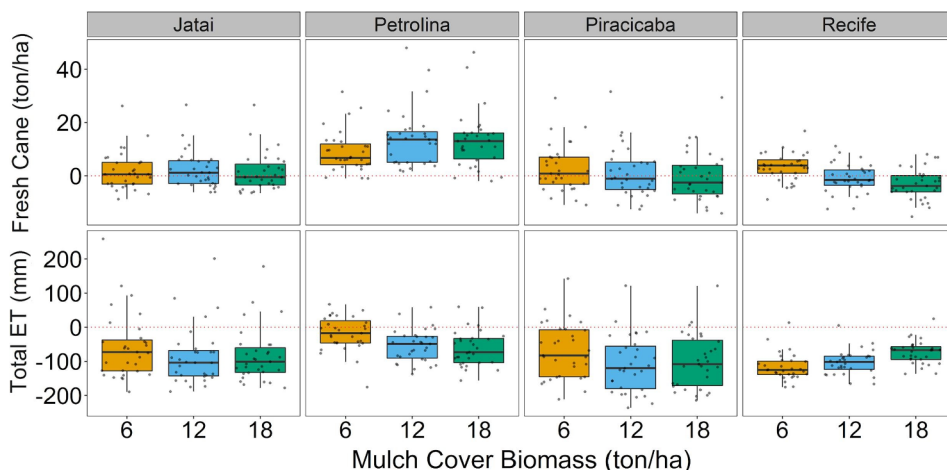 Jatai Petrolina Piracicaba Recife
Fresh Cane (ton/ha)
40
20
0
Total ET (mm)
200
100
0
-100
-200
6 12 18 6 12 18 6 12 18 6 12 18
Mulch Cover Biomass (ton/ha)